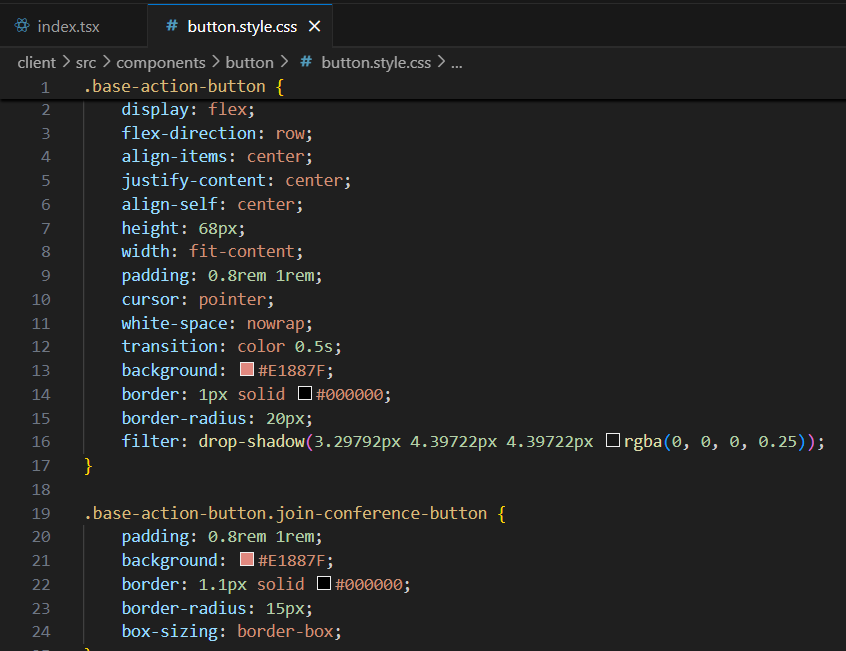 index.tsx # button.style.css ×
client > src > components > button > # button.style.css > ...
1 .base-action-button {
2 display: flex;
3 flex-direction: row;
4 align-items: center;
5 justify-content: center;
6 align-self: center;
7 height: 68px;
8 width: fit-content;
9 padding: 0.8rem 1rem;
10 cursor: pointer;
11 white-space: nowrap;
12 transition: color 0.5s;
13 background: #E1887F;
14 border: 1px solid #000000;
15 border-radius: 20px;
16 filter: drop-shadow(3.29792px 4.39722px 4.39722px rgba(0, 0, 0, 0.25));
17 }
18
19 .base-action-button.join-conference-button {
20 padding: 0.8rem 1rem;
21 background: #E1887F;
22 border: 1.1px solid #000000;
23 border-radius: 15px;
24 box-sizing: border-box;